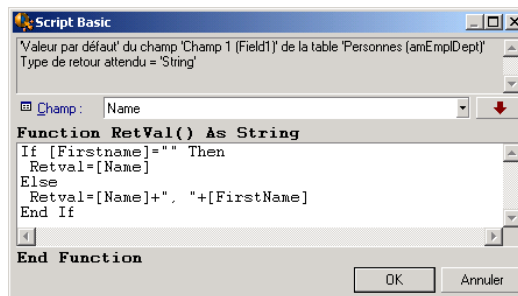 Script Basic
'Valeur par défaut' du champ 'Champ 1 (Field1)' de la table 'Personnes (amEmplDept)'
Type de retour attendu = 'String'
Champ : Name
Function RetVal() As String
If [Firstname]="" Then
Retval=[Name]
Else
Retval=[Name]+", "+[FirstName]
End If
End Function
OK Annuler